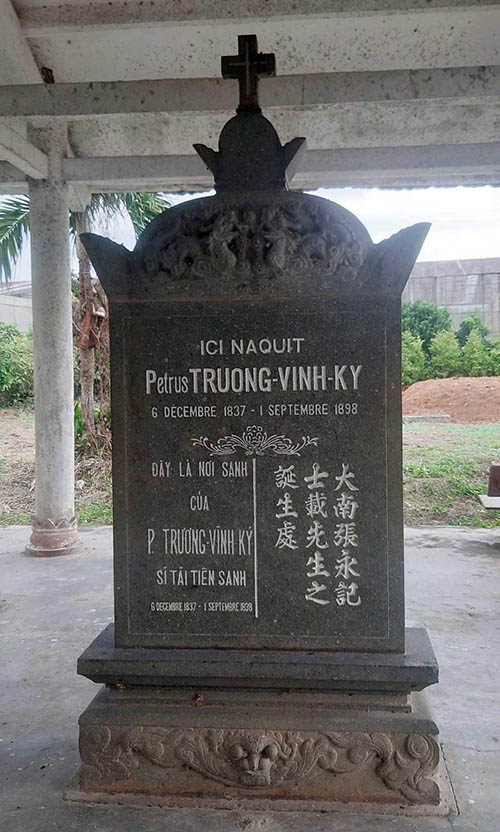 ICI NAQUIT
Petrus TRUONG-VINH-KY
6 DECEMBRE 1837 - 1 SEPTEMBRE 1898
ĐÂY LÀ NƠI SANH
CỦA
P. TRƯƠNG-VĨNH KÝ
SĨ TÀI TIÊN SANH
6 DECEMBRE 1837 - 1 SEPTEMBRE 1898
大南張永記
士載先生之
誕生處